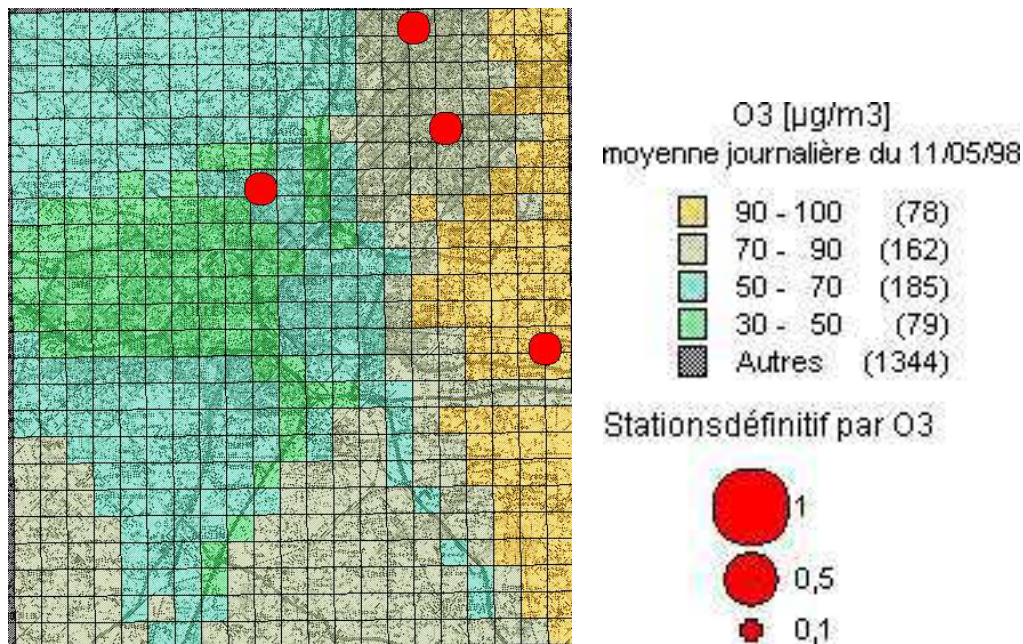 O3 [µg/m3]
moyenne journalière du 11/05/98
90 - 100 (78)
70 - 90 (162)
50 - 70 (185)
30 - 50 (79)
Autres (1344)
Stationsdéfinitif par O3
1
0,5
0,1